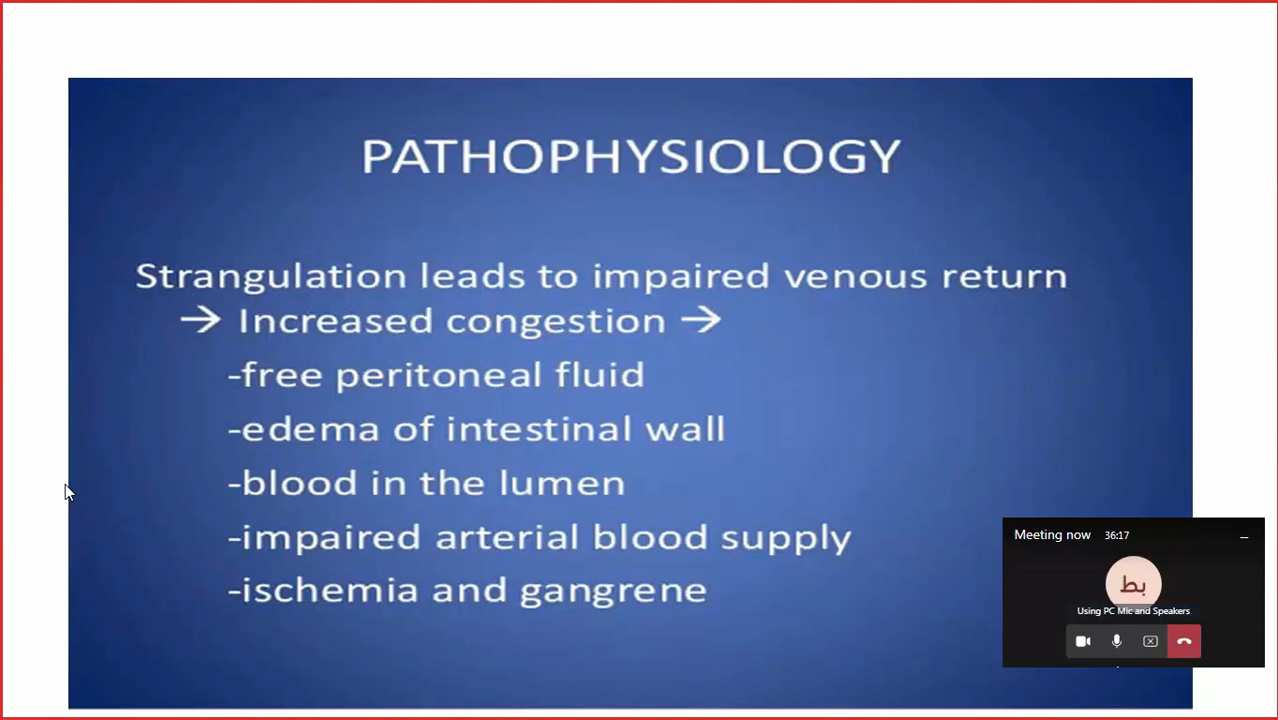 PATHOPHYSIOLOGY
Strangulation leads to impaired venous return
→ Increased congestion →
-free peritoneal fluid
-edema of intestinal wall
-blood in the lumen
-impaired arterial blood supply
-ischemia and gangrene
Meeting now 36:17
بط
Using PC Mic and Speakers